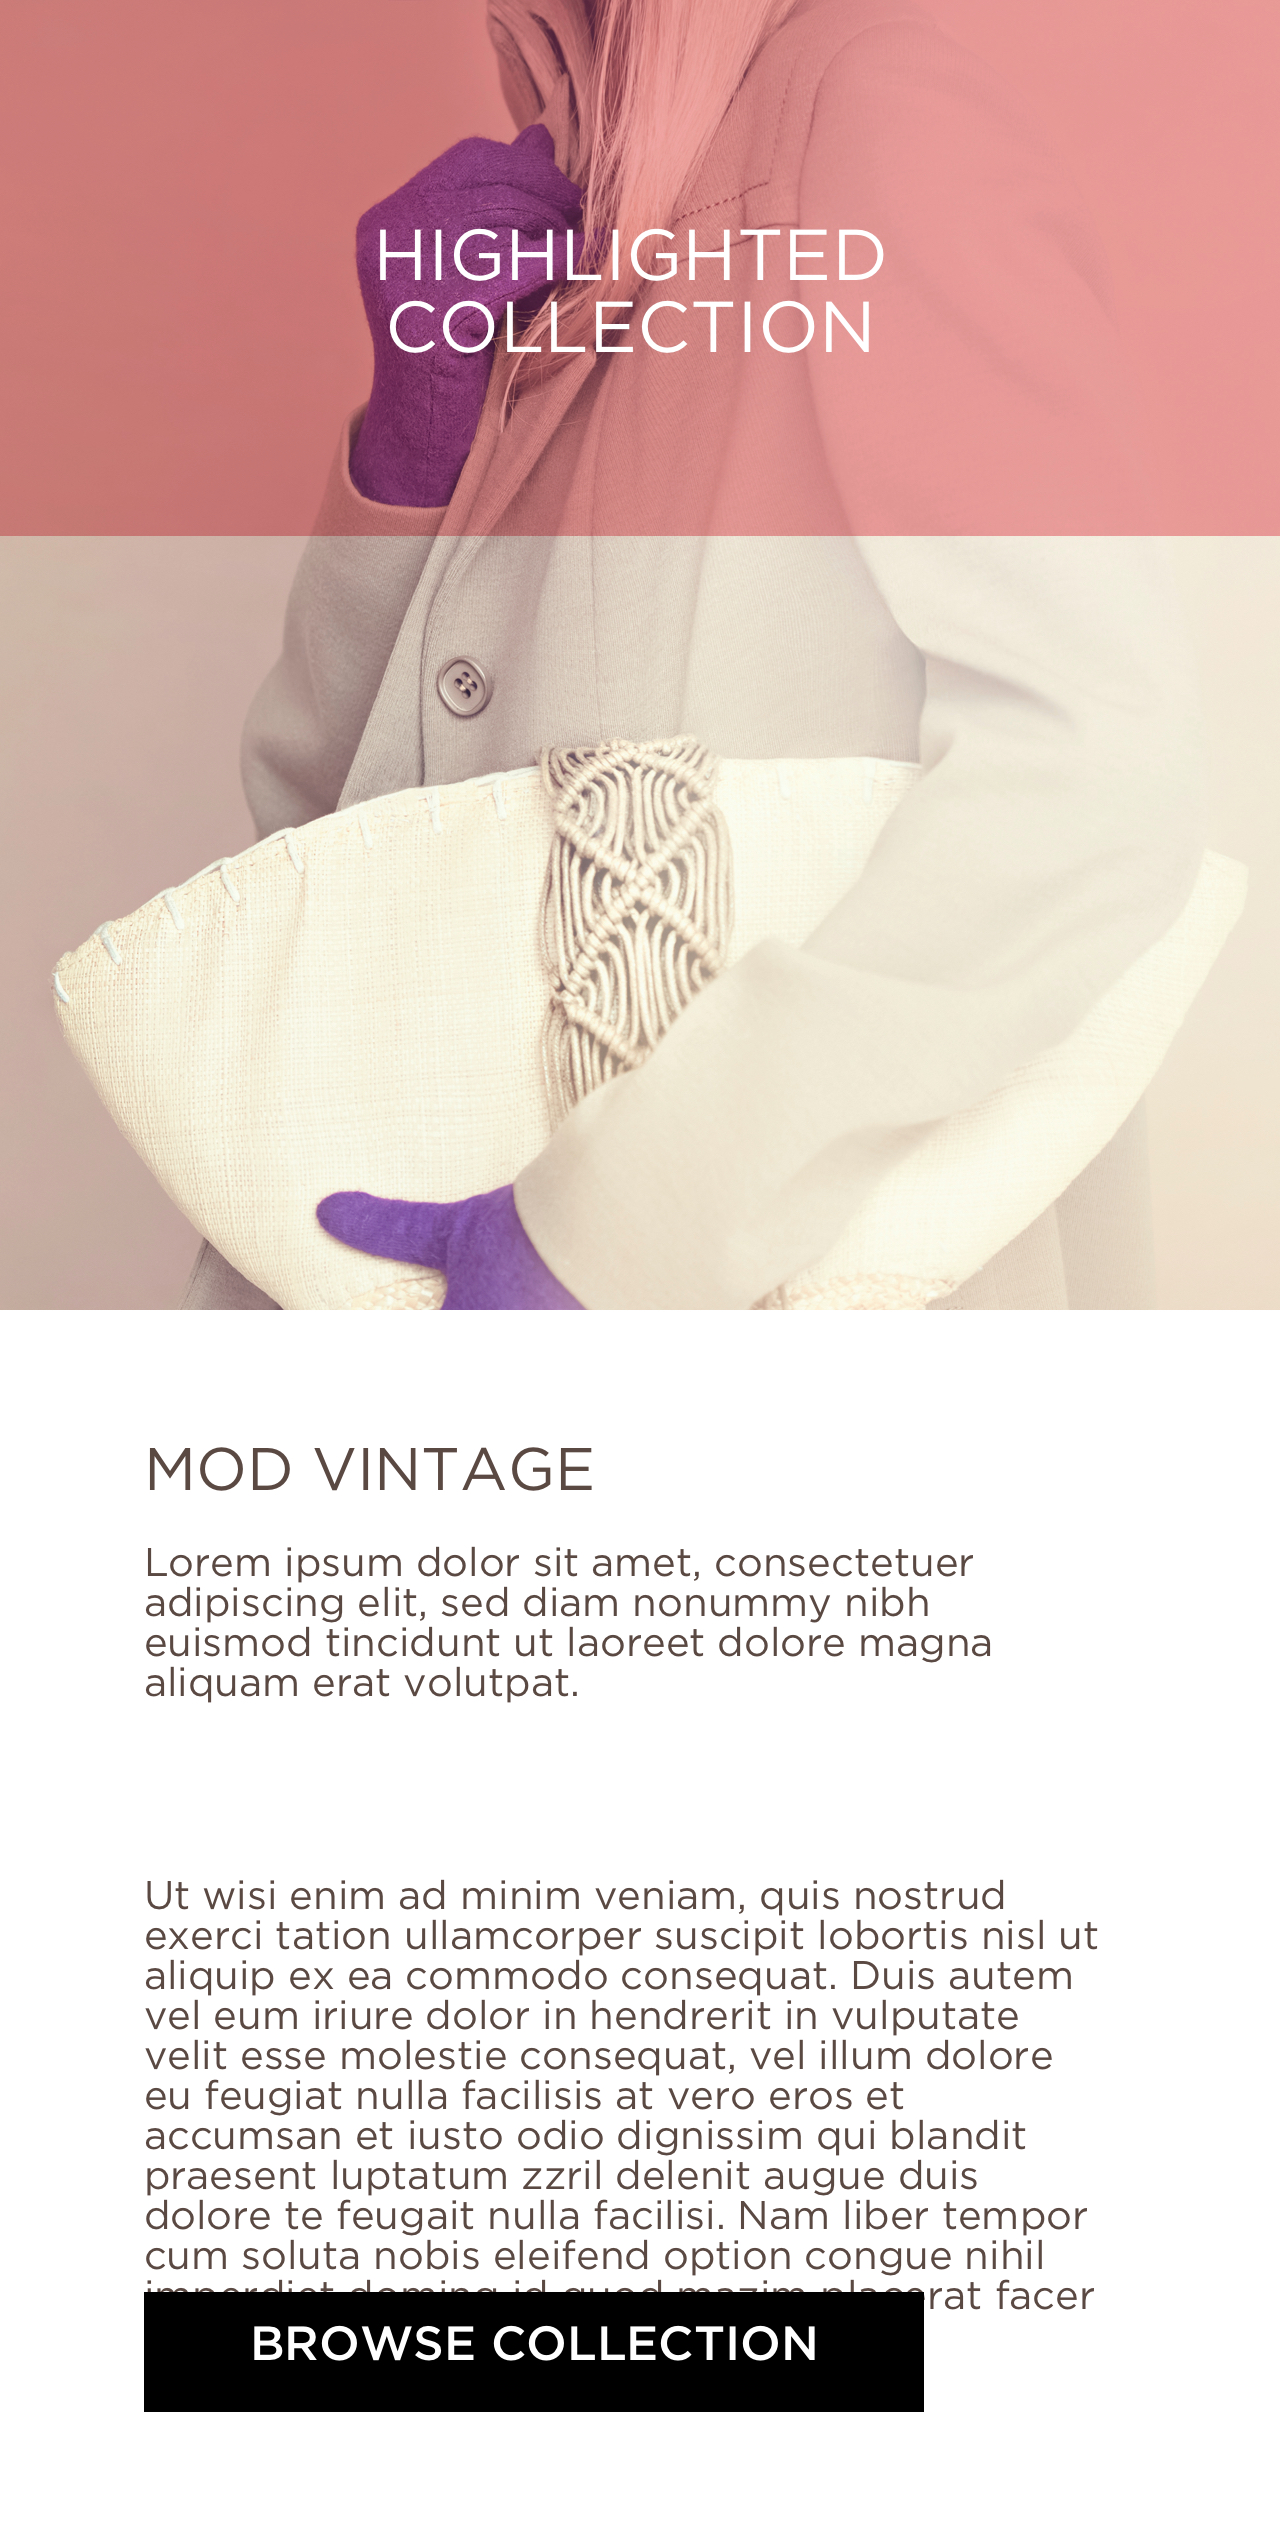 HIGHLIGHTED
COLLECTION
MOD VINTAGE
Lorem ipsum dolor sit amet, consectetuer
adipiscing elit, sed diam nonummy nibh
euismod tincidunt ut laoreet dolore magna
aliquam erat volutpat.
Ut wisi enim ad minim veniam, quis nostrud
exerci tation ullamcorper suscipit lobortis nisl ut
aliquip ex ea commodo consequat. Duis autem
vel eum iriure dolor in hendrerit in vulputate
velit esse molestie consequat, vel illum dolore
eu feugiat nulla facilisis at vero eros et
accumsan et iusto odio dignissim qui blandit
praesent luptatum zzril delenit augue duis
dolore te feugait nulla facilisi. Nam liber tempor
cum soluta nobis eleifend option congue nihil
facer
BROWSE COLLECTION